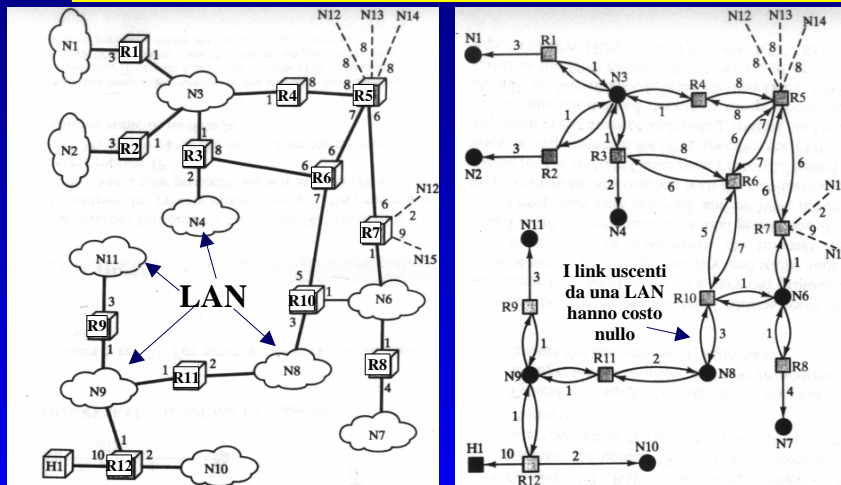 N12 N13 N14
N1 R1 8 8 8
3 1
N3 R4 R5
1 8 8
N2 R2 7 6
3 1 1
R3 8 6 6 R6
2 7
N4
6 N12
R7 2
9 N15
1
N11
LAN
5 R10 1 N6
3
3
R9
1
N9 1 R11 2 N8
1
R8
4
1
H1 10 R12 2 N10
N7
N12 N13 N14
N1 3 R1 8 8 8
1
N3 R4 8 R5
1 1 8
1 1
N2 3 R2 R3 8 6 7 6 6
2 6 R6
N4
N1
R7 2
9
N1
5 7
N11
I link uscenti
da una LAN
hanno costo
nullo
3
R9
1
R10 1 N6
3
1
N9 R11 2 N8 R8
1 4
1
N7
H1 10 2 N10
R12